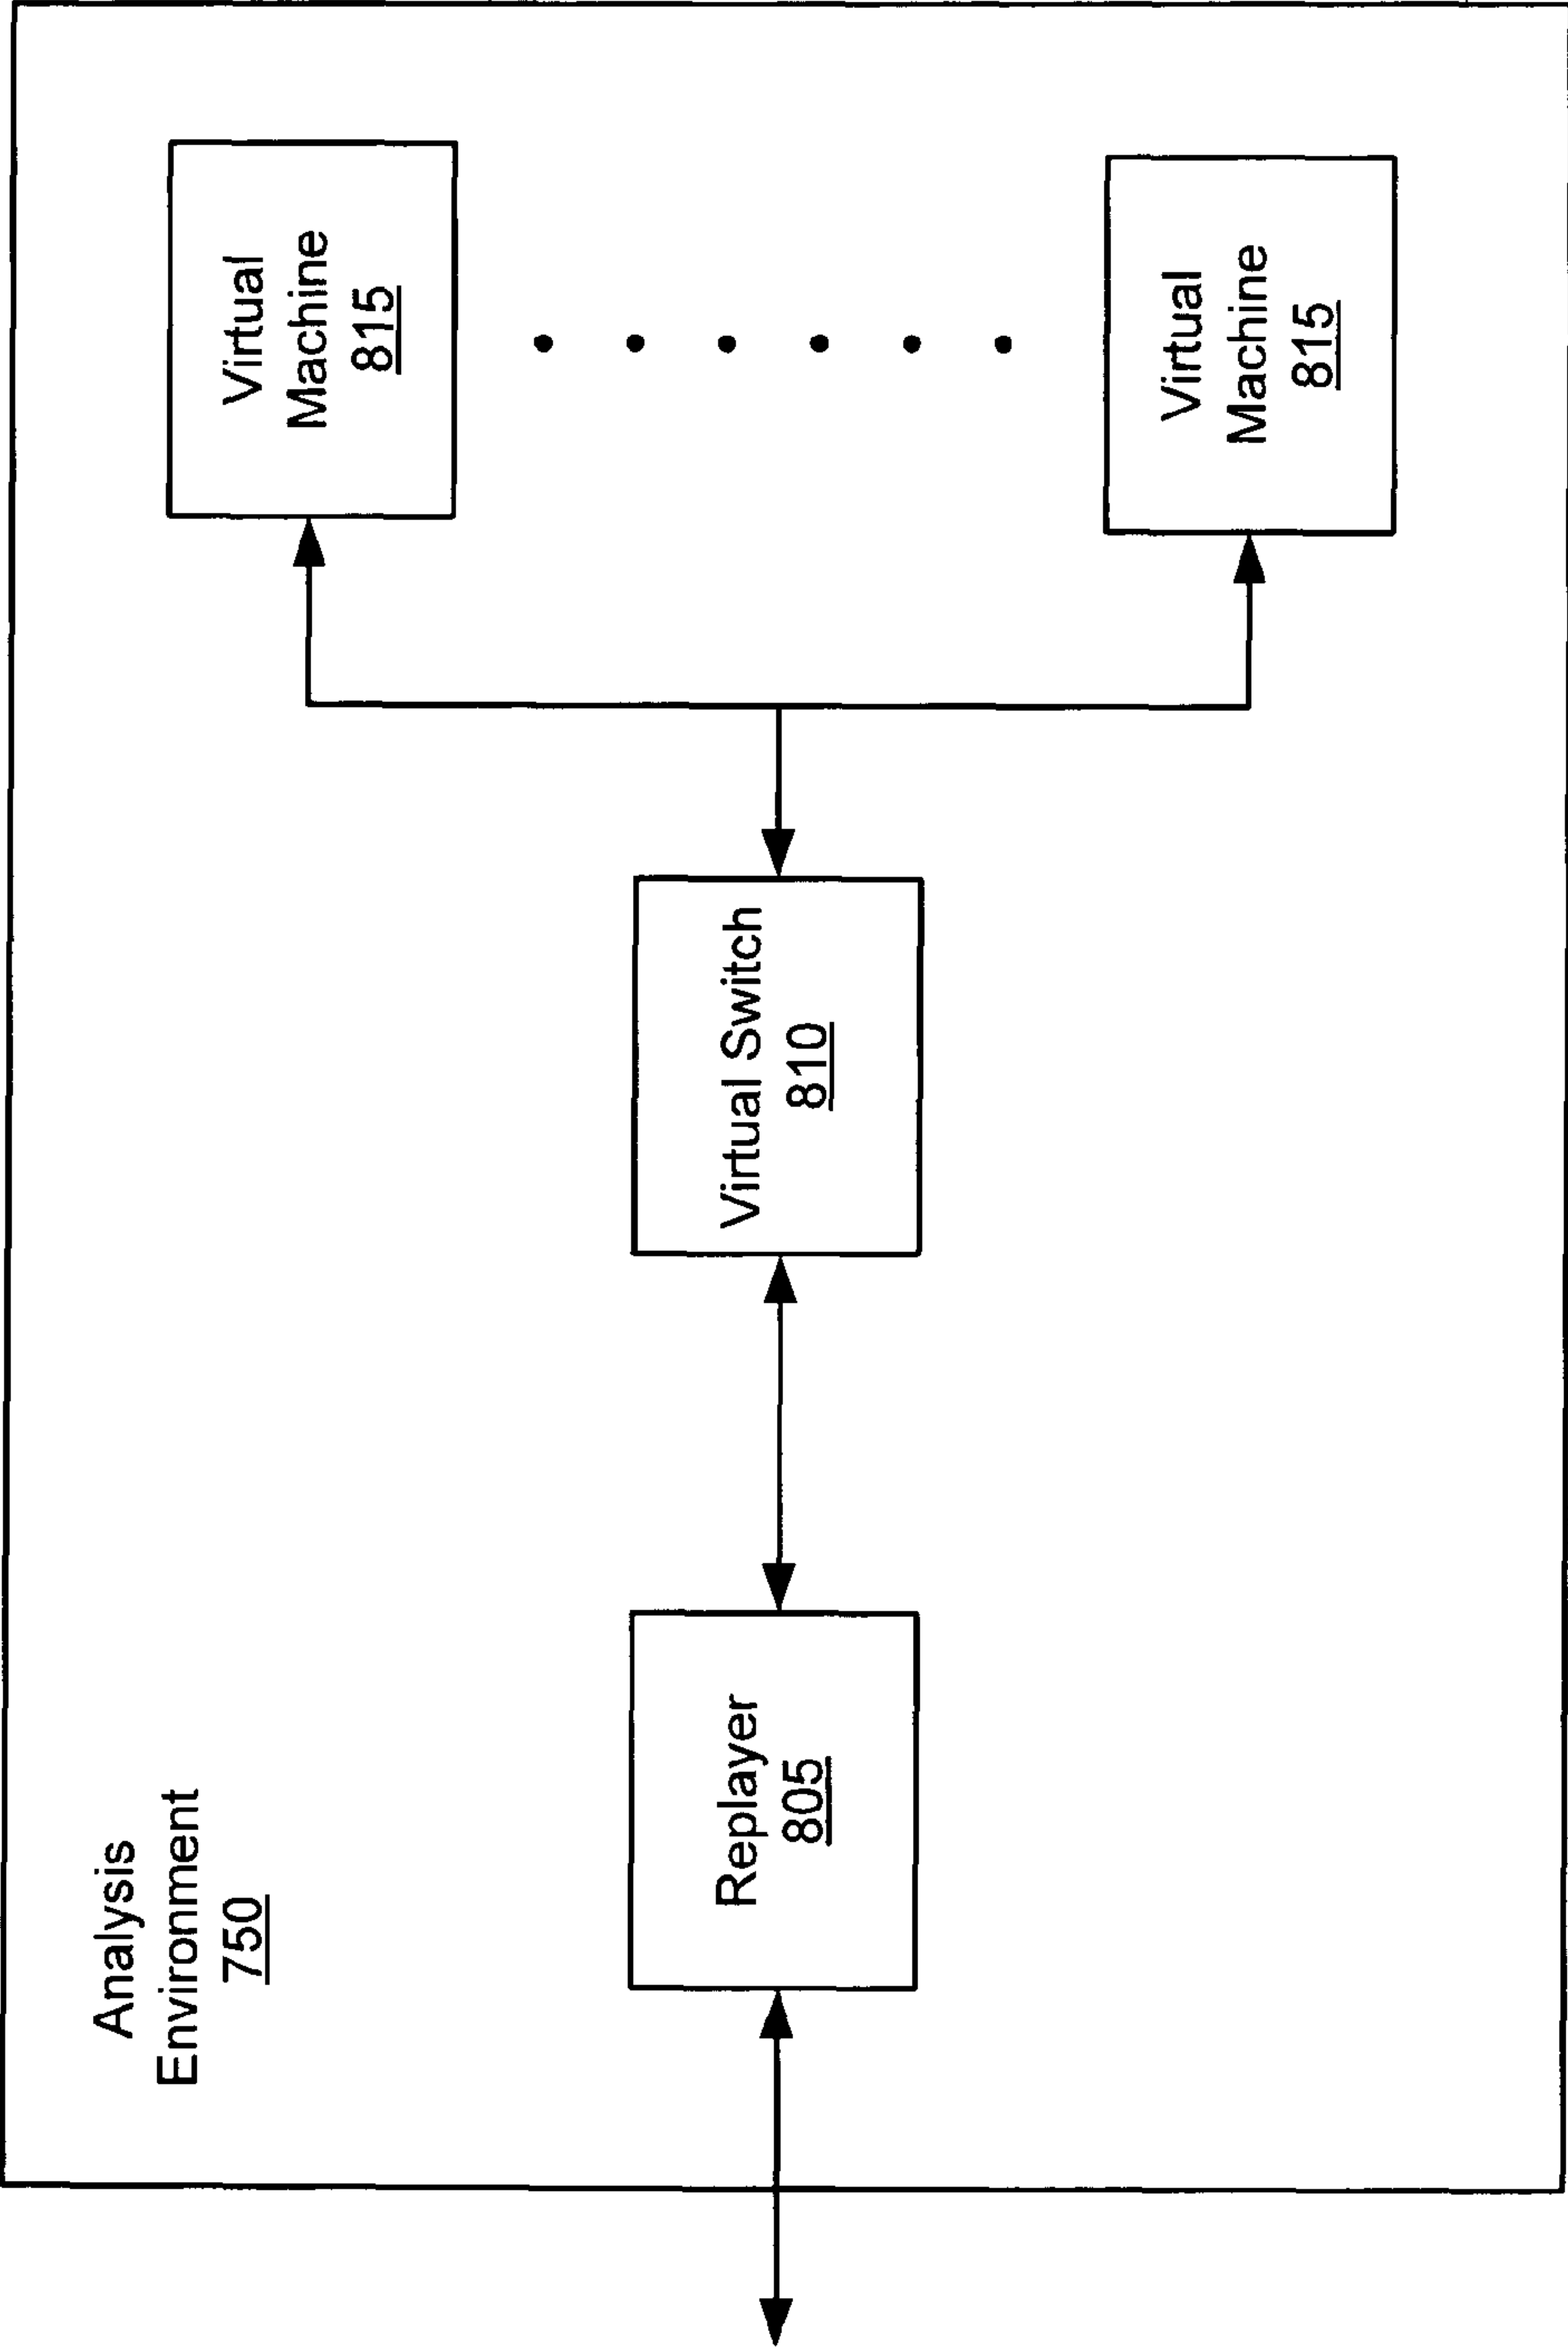 Analysis
Environment
750
Replayer
805
Virtual Switch
810
Virtual
Machine
815
Virtual
Machine
815